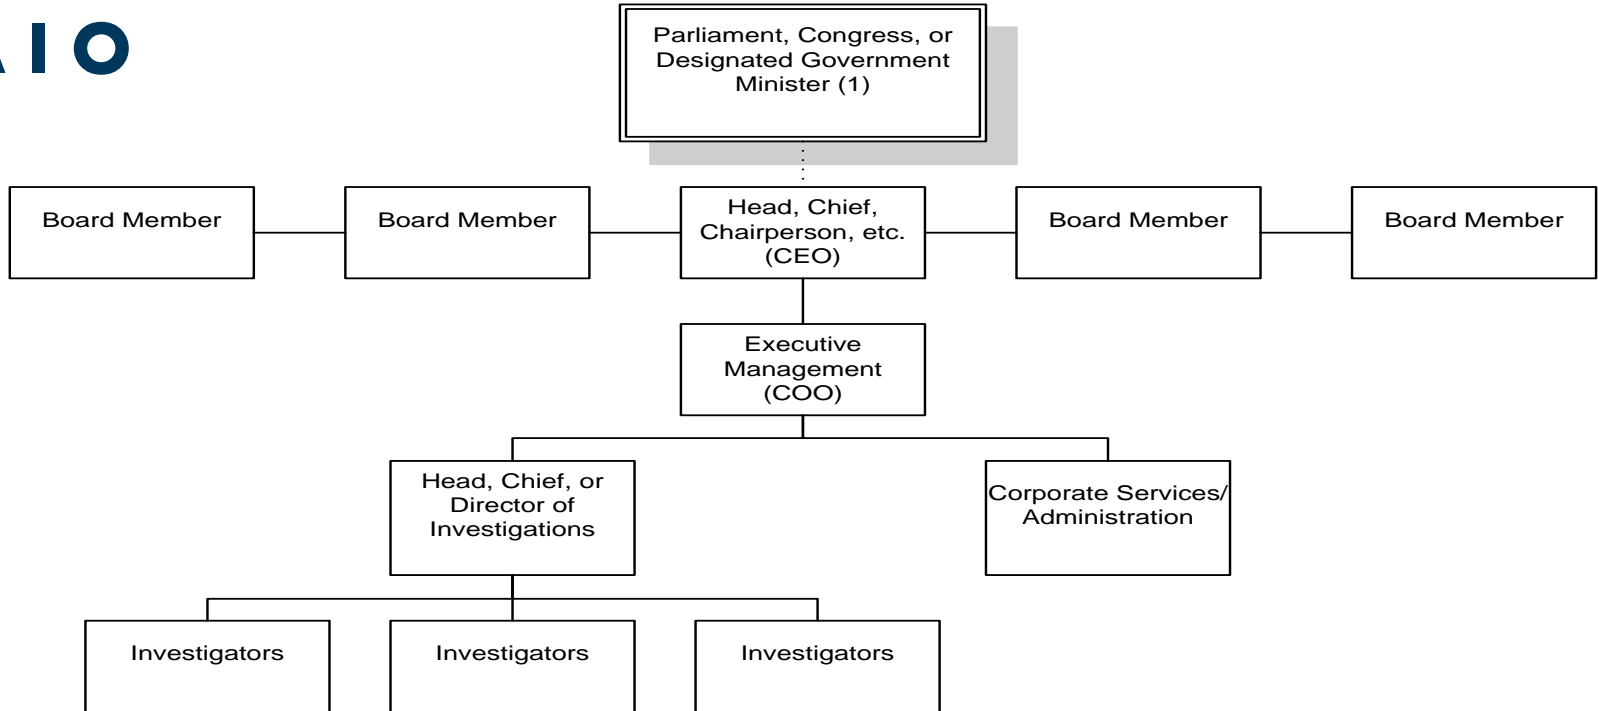 A I O
Parliament, Congress, or
Designated Government
Minister (1)
Board Member
Board Member
Head, Chief,
Chairperson, etc.
(CEO)
Board Member
Board Member
Executive
Management
(COO)
Head, Chief, or
Director of
Investigations
Corporate Services/
Administration
Investigators
Investigators
Investigators